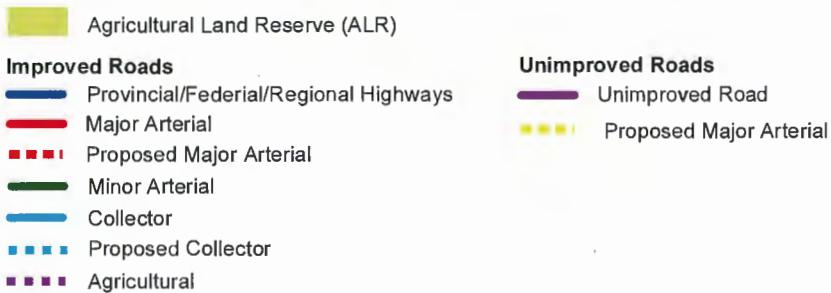 Agricultural Land Reserve (ALR)
Improved Roads
Provincial/Federial/Regional Highways
Major Arterial
Proposed Major Arterial
Minor Arterial
Collector
Proposed Collector
Agricultural
Unimproved Roads
Unimproved Road
Proposed Major Arterial